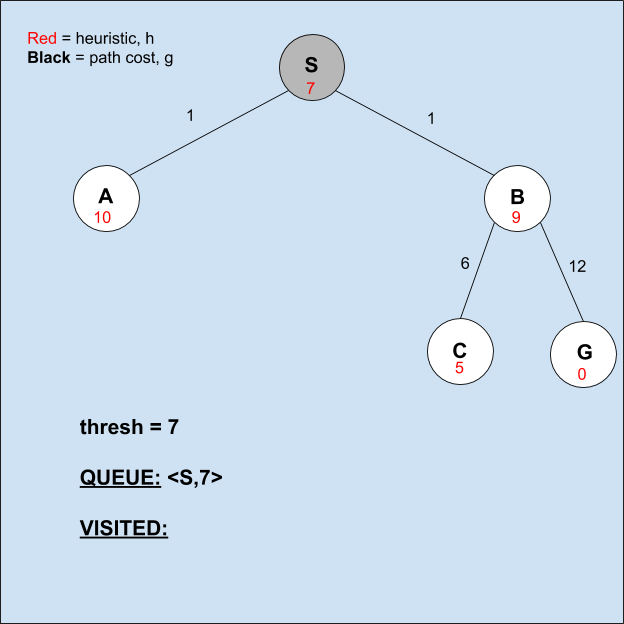 Red = heuristic, h
Black = path cost, g
S
7
1
1
A
10
B
9
6
12
C
5
G
0
thresh = 7
QUEUE: <S,7>
VISITED: